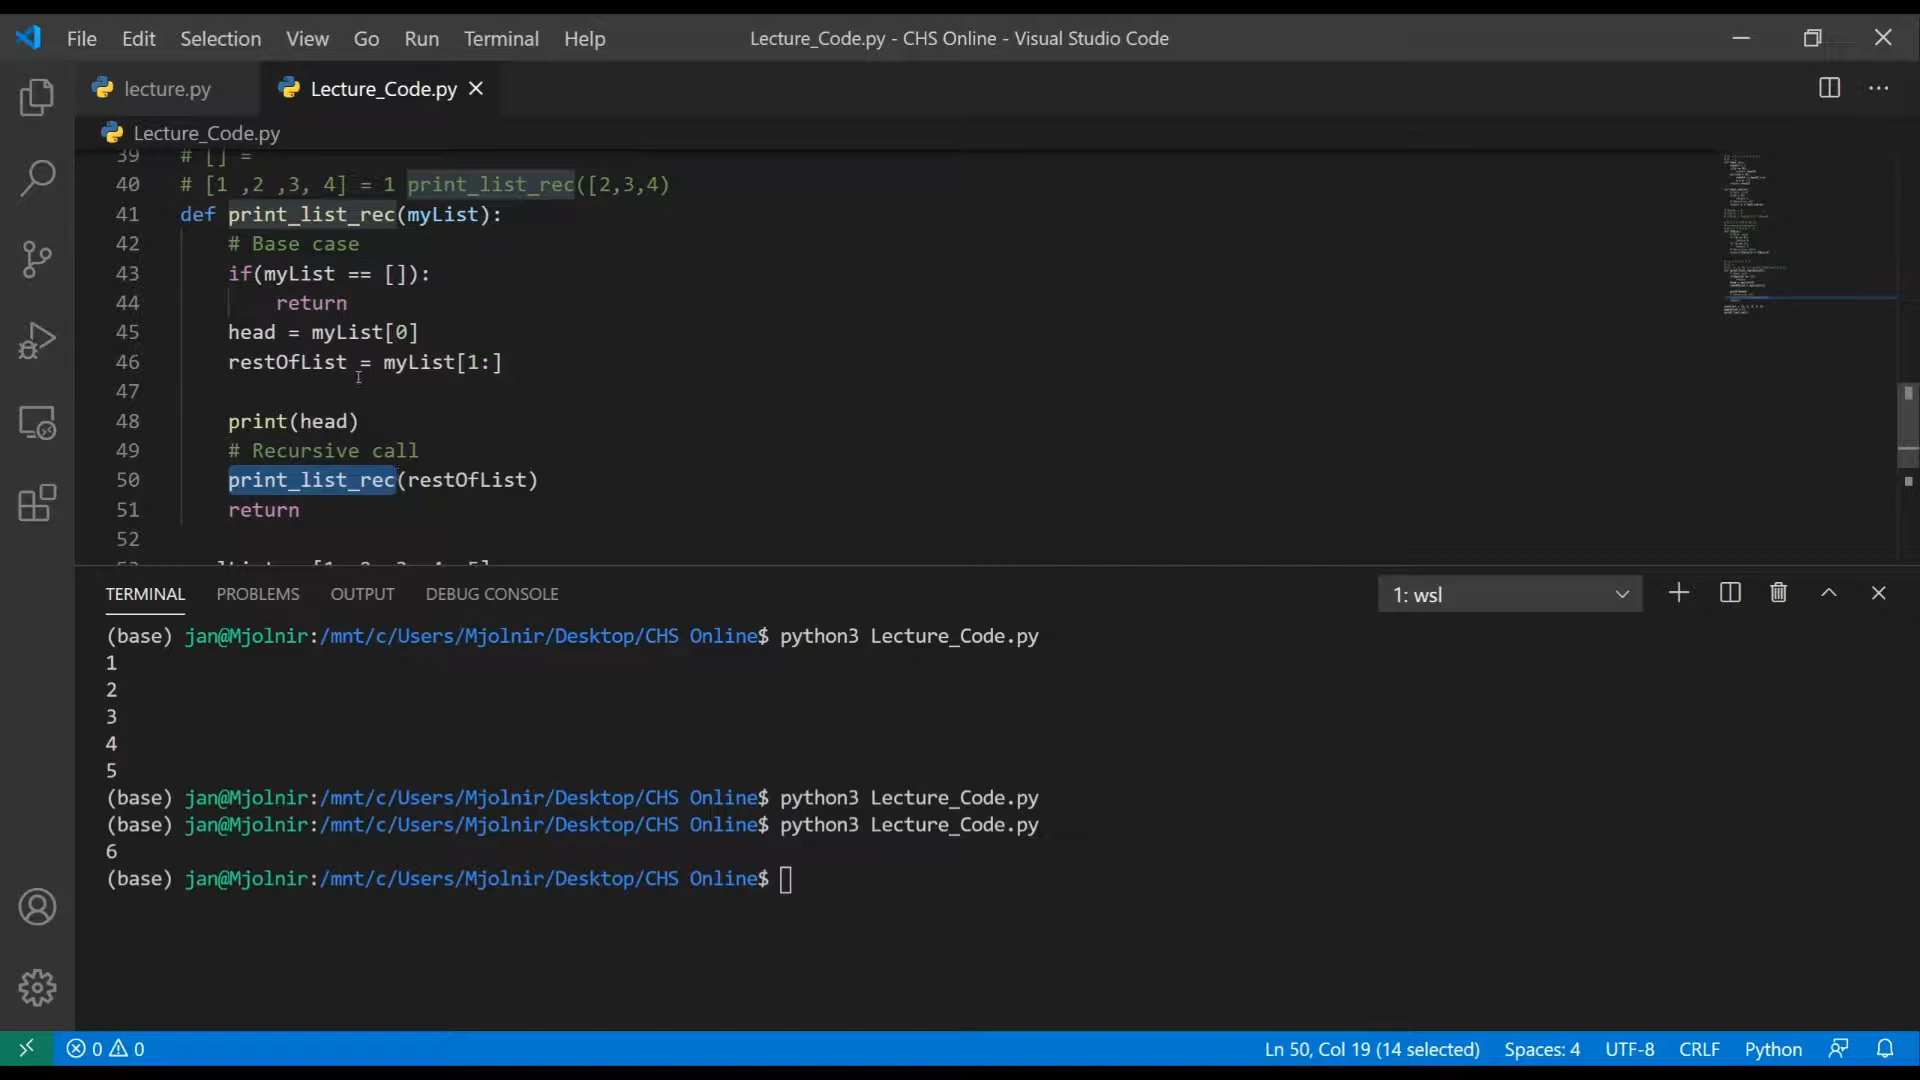 File Edit Selection View Go Run Terminal Help Lecture_Code.py - CHS Online - Visual Studio Code
lecture.py Lecture_Code.py
Lecture_Code.py
39 # [] =
40 # [1 ,2 ,3, 4] = 1 print_list_rec([2,3,4)
41 def print_list_rec(myList):
42 # Base case
43 if(myList == []):
44 return
45 head = myList[0]
46 restOfList = myList[1:]
47
48 print(head)
49 # Recursive call
50 print_list_rec(restOfList)
51 return
52
TERMINAL PROBLEMS OUTPUT DEBUG CONSOLE 1: wsl
(base) jan@Mjolnir:/mnt/c/Users/Mjolnir/Desktop/CHS Online$ python3 Lecture_Code.py
1
2
3
4
5
(base) jan@Mjolnir:/mnt/c/Users/Mjolnir/Desktop/CHS Online$ python3 Lecture_Code.py
(base) jan@Mjolnir:/mnt/c/Users/Mjolnir/Desktop/CHS Online$ python3 Lecture_Code.py
6
(base) jan@Mjolnir:/mnt/c/Users/Mjolnir/Desktop/CHS Online$
0 0 Ln 50, Col 19 (14 selected) Spaces: 4 UTF-8 CRLF Python